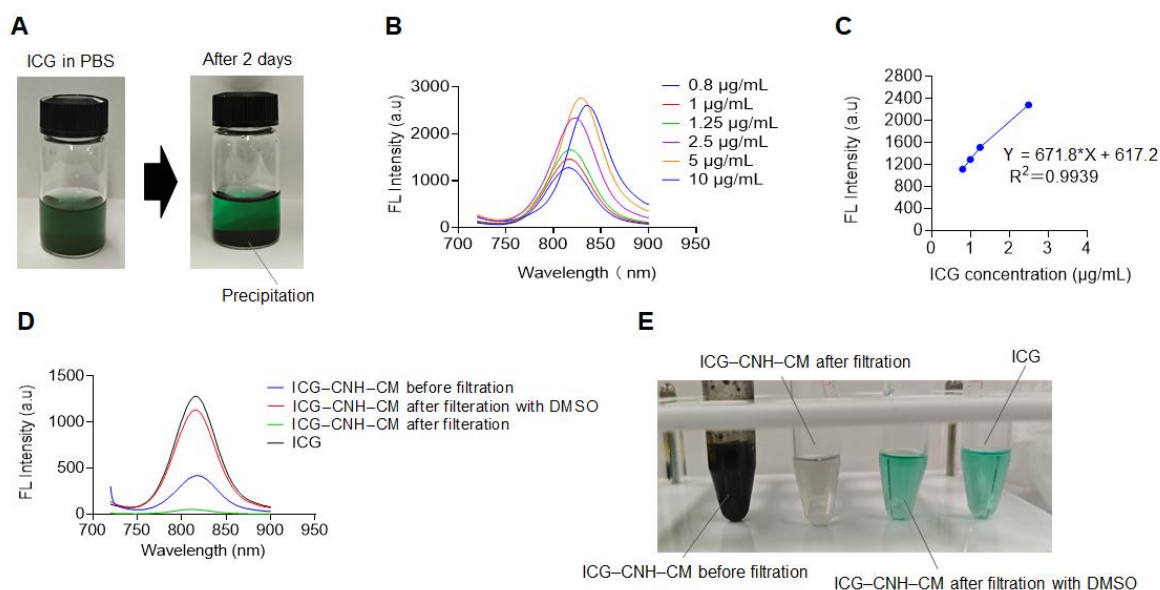 A
ICG in PBS
After 2 days
Precipitation
B
FL Intensity (a.u)
3000
2000
1000
0
700
750
800
850
900
950
Wavelength ( nm)
0.8 µg/mL
1 µg/mL
1.25 µg/mL
2.5 µg/mL
5 µg/mL
10 µg/mL
C
FL Intensity (a.u)
2800
2400
2000
1600
1200
800
400
0
0
1
2
3
4
ICG concentration (µg/mL)
Y = 671.8*X + 617.2
R²=0.9939
D
FL Intensity (a.u)
1500
1000
500
0
700
750
800
850
900
950
Wavelength (nm)
ICG–CNH–CM before filtration
ICG–CNH–CM after filteration with DMSO
ICG–CNH–CM after filteration
ICG
E
ICG–CNH–CM after filtration
ICG
ICG–CNH–CM before filtration
ICG–CNH–CM after filtration with DMSO